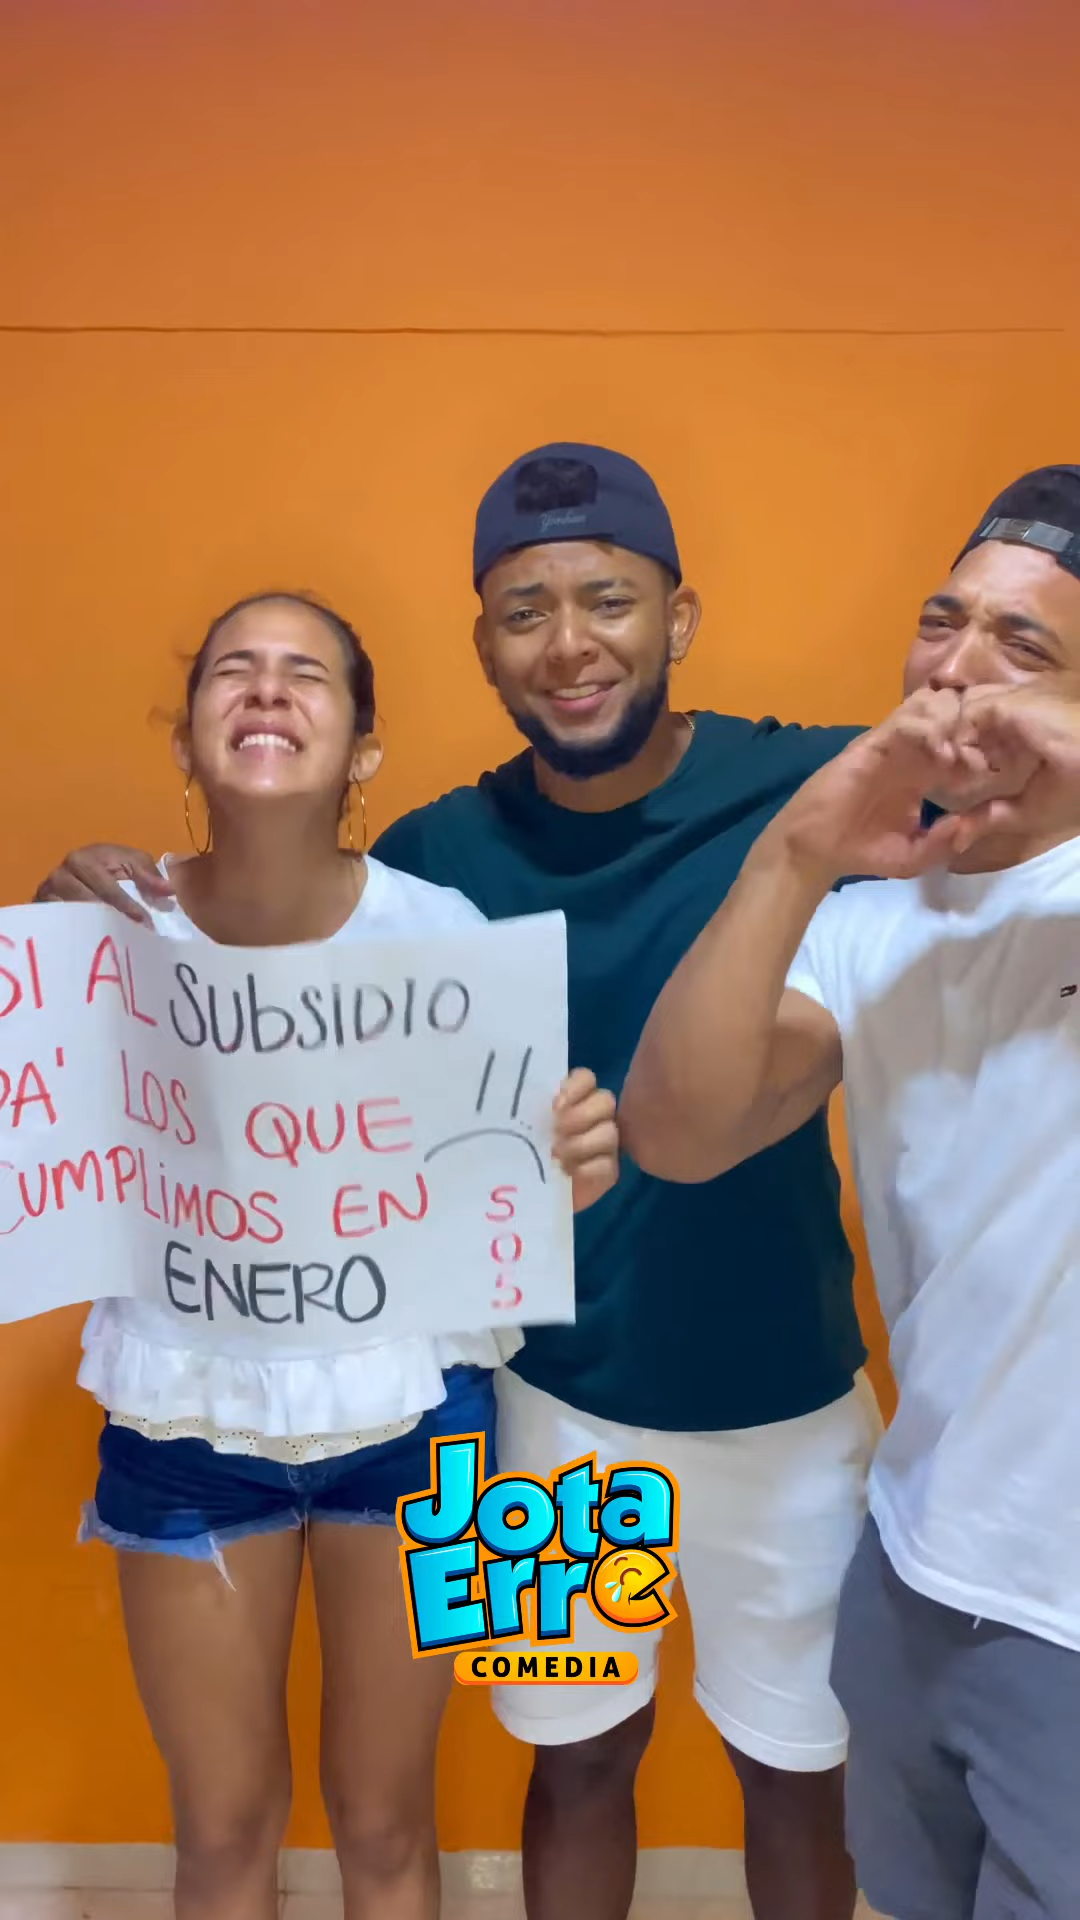 SI AL SUBSIDIO
PA' LOS QUE !!
CUMPLIMOS EN
ENERO
SOS
Jota
Erre
COMEDIA